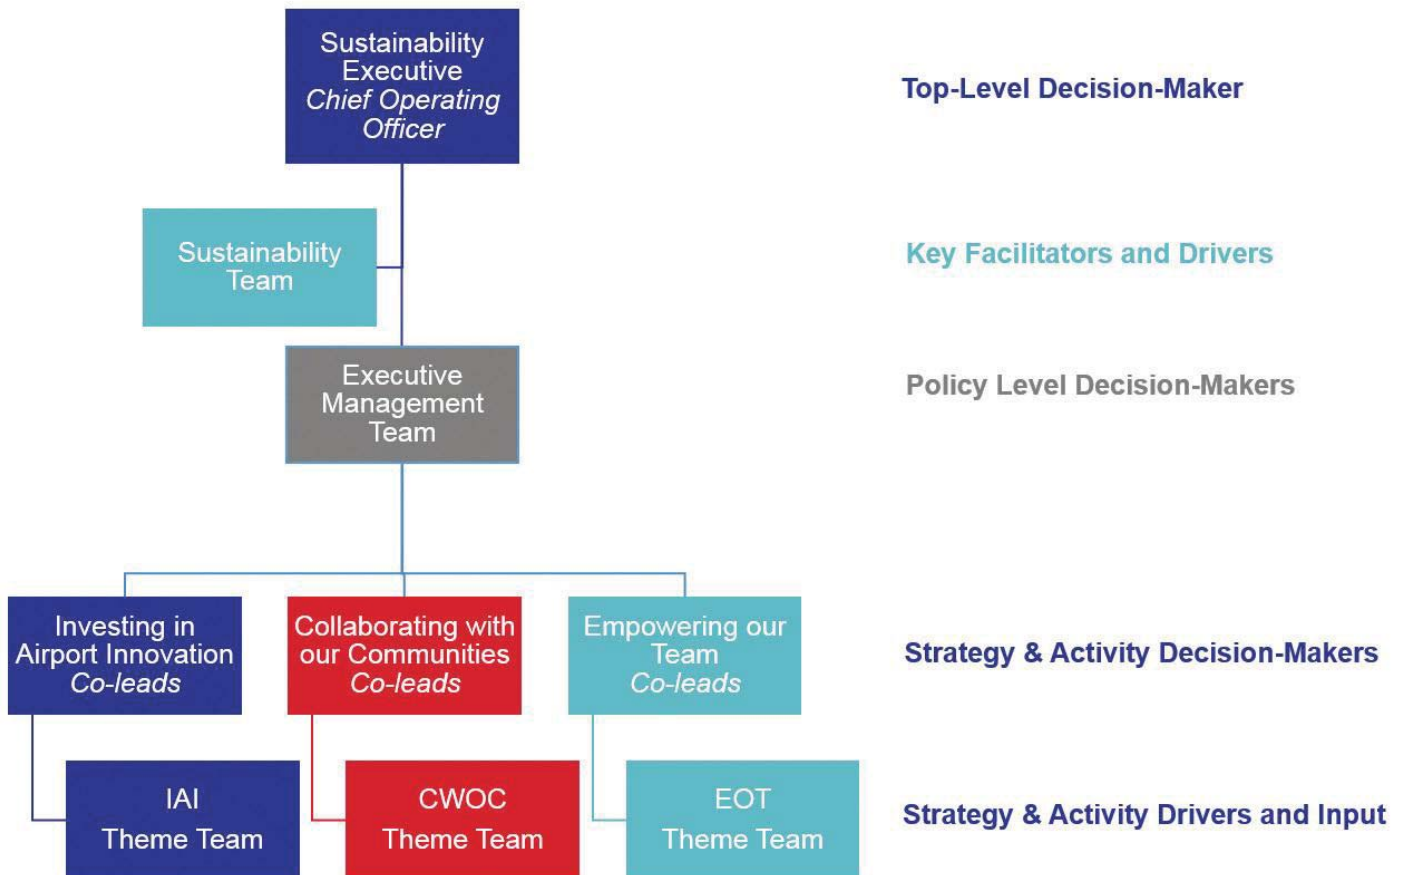 Sustainability
Executive
Chief Operating
Officer
Top-Level Decision-Maker
Sustainability
Team
Key Facilitators and Drivers
Executive
Management
Team
Policy Level Decision-Makers
Investing in
Airport Innovation
Co-leads
Collaborating with
our Communities
Co-leads
Empowering our
Team
Co-leads
Strategy & Activity Decision-Makers
IAI
Theme Team
CWOC
Theme Team
EOT
Theme Team
Strategy & Activity Drivers and Input